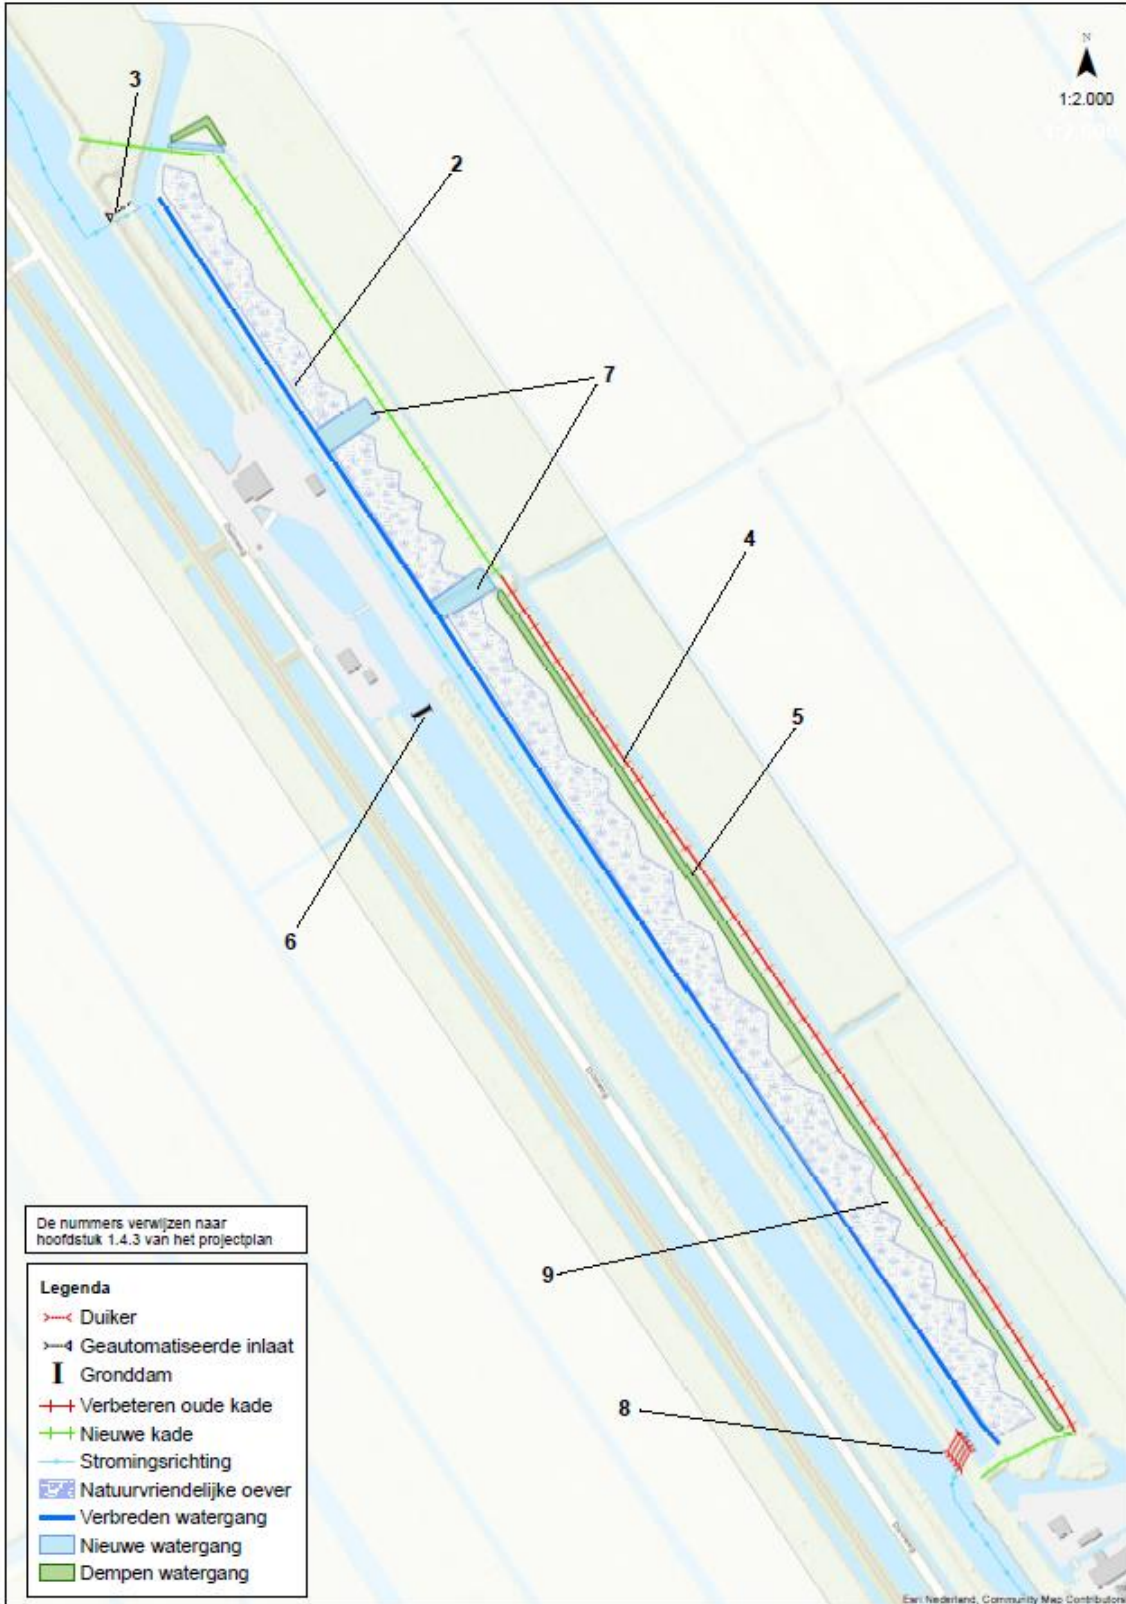 N
1:2.000
3
2
7
4
5
6
9
8
De nummers verwijzen naar
hoofdstuk 1.4.3 van het projectplan
Legenda
Duiker
Geautomatiseerde inlaat
Gronddam
Verbeteren oude kade
Nieuwe kade
Stromingsrichting
Natuurvriendelijke oever
Verbreden watergang
Nieuwe watergang
Dempen watergang
Esri Nederland, Community Map Contributors